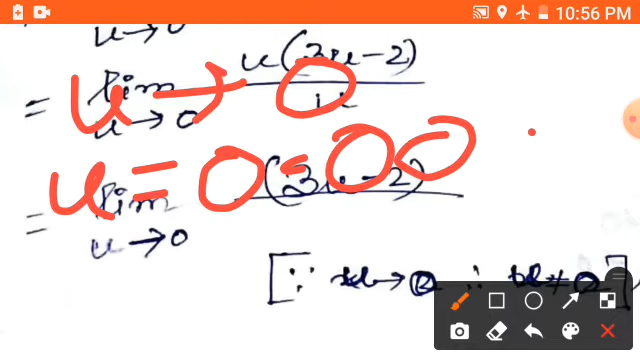 10:56 PM
u→0
= lim u→0 u(3u-2)/u
u → 0
u = 0 - 00
= lim u→0 (3u-2)
[∵ u→0 ∴ u≠0]